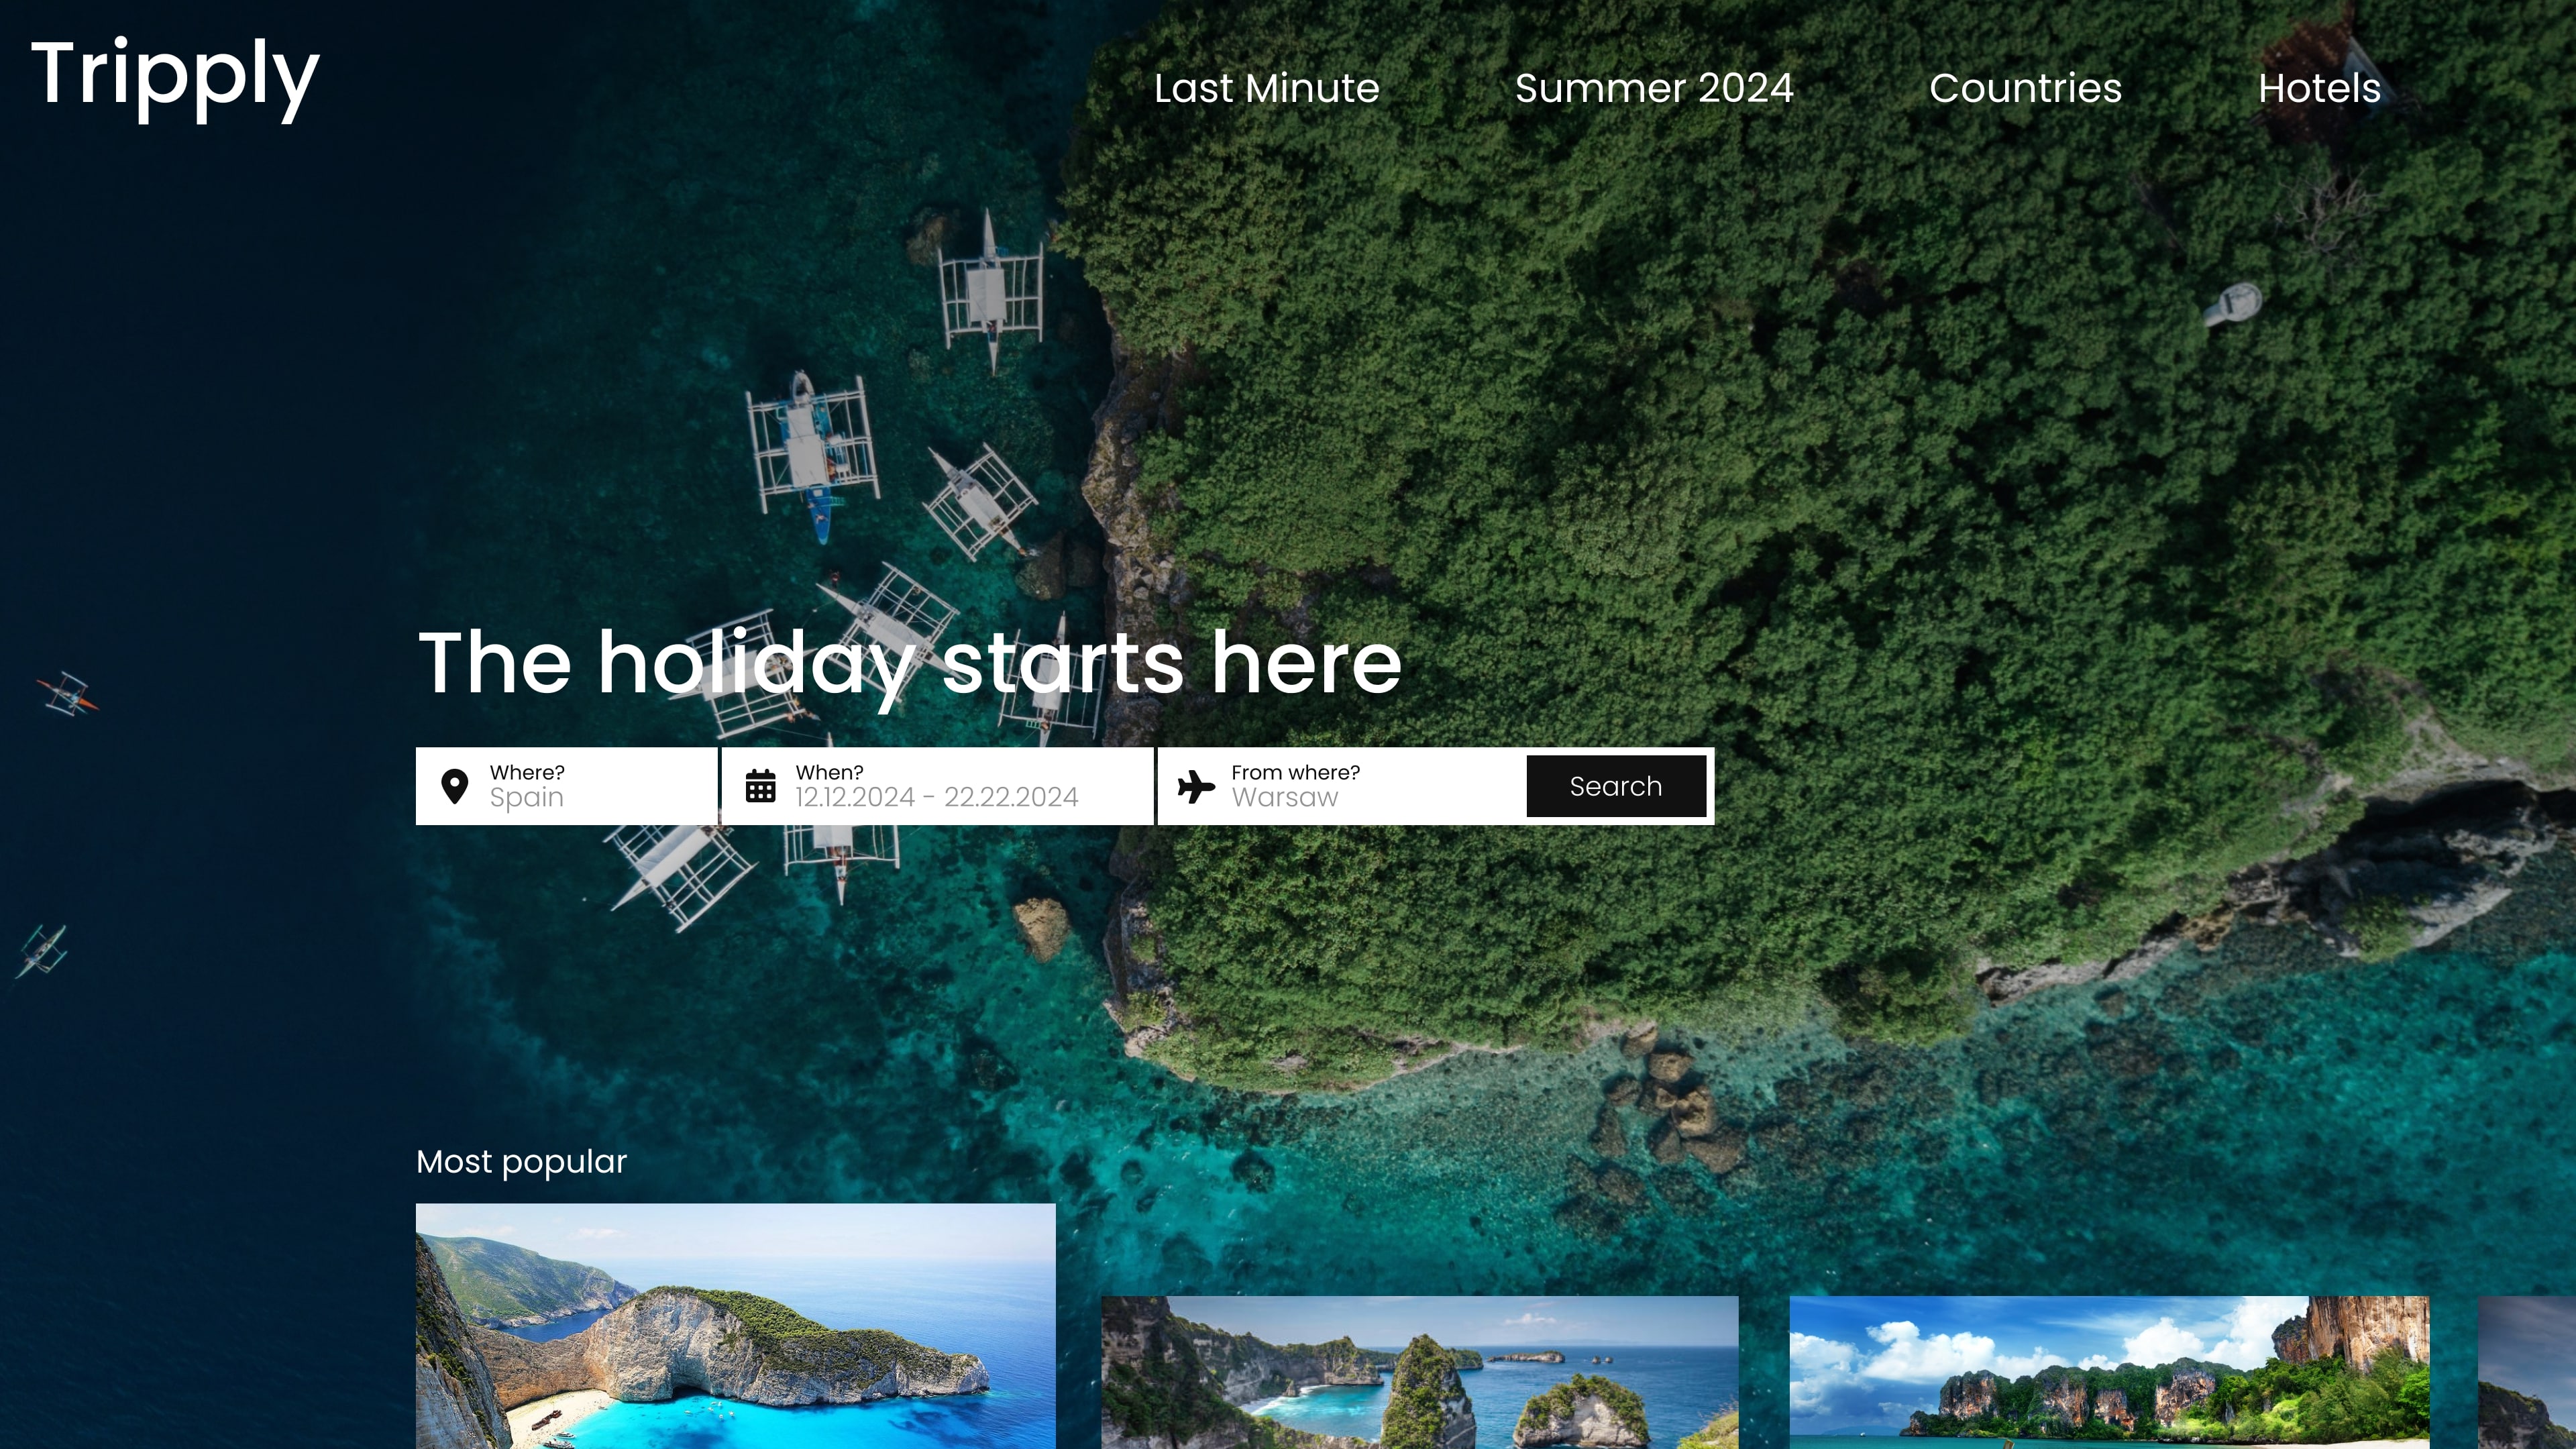 Tripply
Last Minute
Summer 2024
Countries
Hotels
The holiday starts here
Where?
Spain
When?
12.12.2024 - 22.22.2024
From where?
Warsaw
Search
Most popular